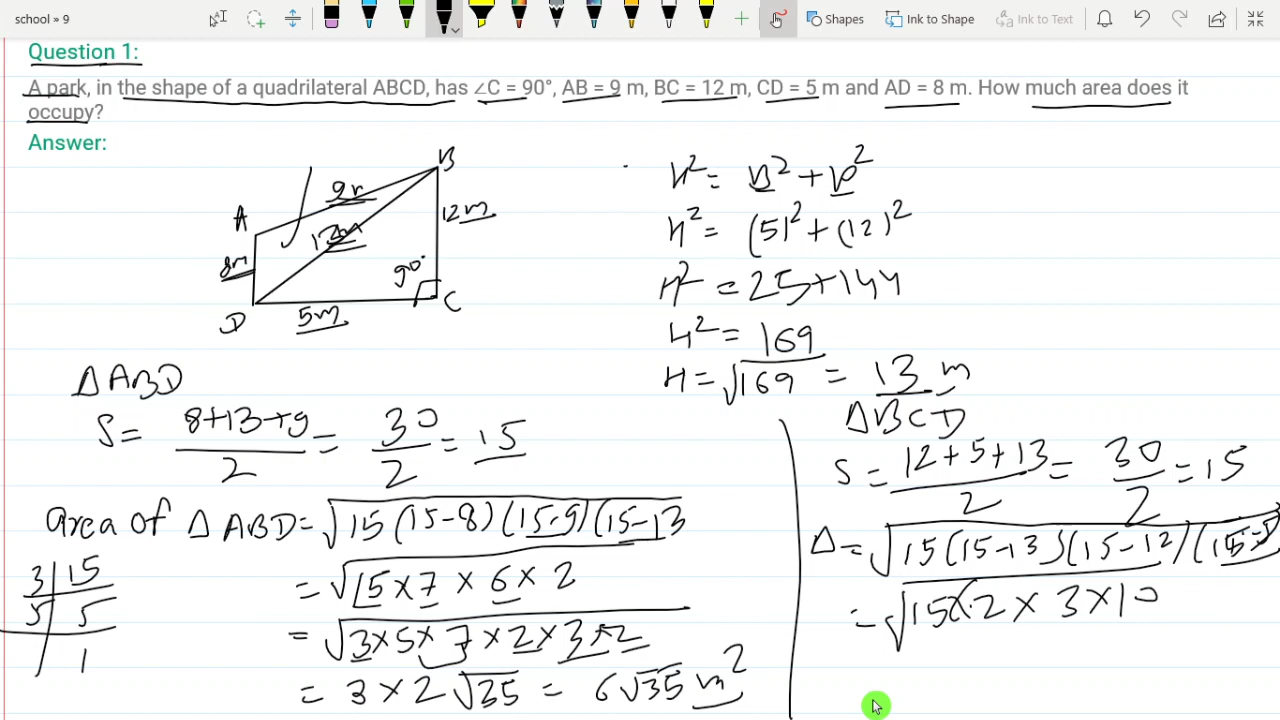 school » 9
Shapes
Ink to Shape
Ink to Text
Question 1:
A park, in the shape of a quadrilateral ABCD, has ∠C = 90°, AB = 9 m, BC = 12 m, CD = 5 m and AD = 8 m. How much area does it
occupy?
Answer:
B
A
12m
8m
90°
D
5m
C
H² = B² + P²
H² = (5)² + (12)²
H² = 25+144
H² = 169
H = √169 = 13 m
ΔABD
S = 8+13+9/2 = 30/2 = 15
area of ΔABD = √15(15-8)(15-9)(15-13
= √15×7×6×2
= √3×5×7×2×3×2
= 3×2√35 = 6√35 m²
3|15
5|5
|1
ΔBCD
S = 12+5+13/2 = 30/2 = 15
Δ = √15(15-13)(15-12)(15-5
= √15×2×3×10